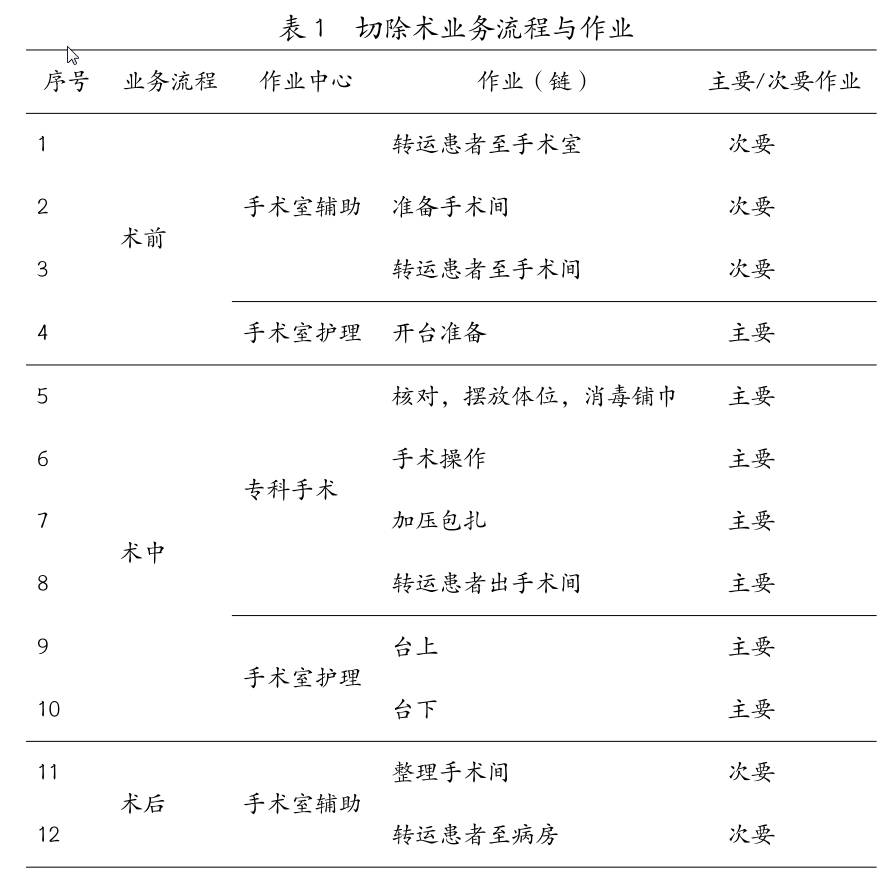 表1 切除术业务流程与作业
序号 业务流程 作业中心 作业（链） 主要/次要作业
1 转运患者至手术室 次要
2 手术室辅助 准备手术间 次要
术前
3 转运患者至手术间 次要
4 手术室护理 开台准备 主要
5 核对，摆放体位，消毒铺巾 主要
6 手术操作 主要
专科手术
7 加压包扎 主要
术中
8 转运患者出手术间 主要
9 台上 主要
手术室护理
10 台下 主要
11 整理手术间 次要
术后 手术室辅助
12 转运患者至病房 次要